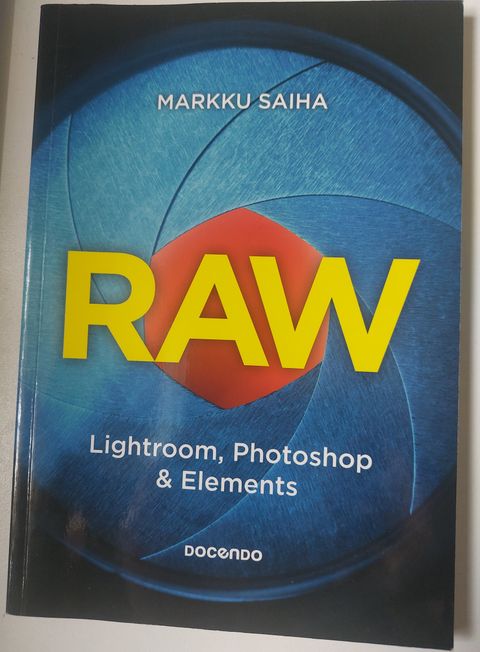 MARKKU SAIHA
RAW
Lightroom, Photoshop
& Elements
DOCENDO